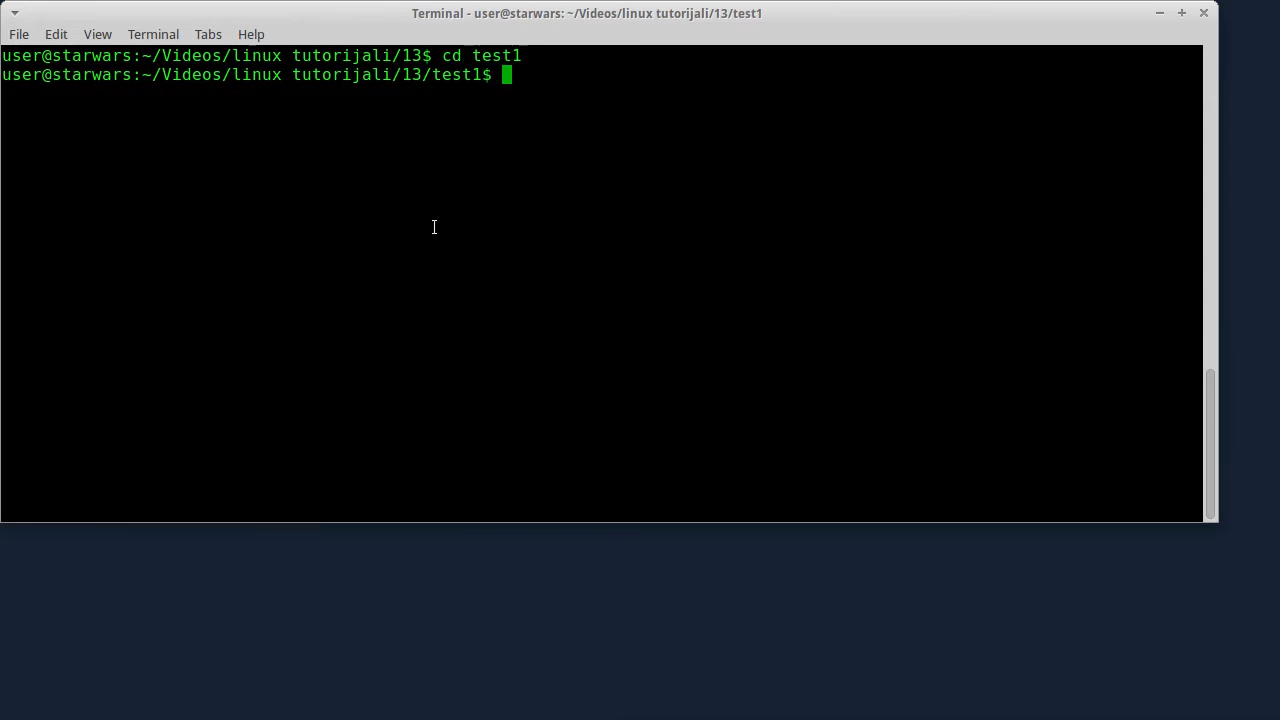 Terminal - user@starwars: ~/Videos/linux tutorijali/13/test1
File Edit View Terminal Tabs Help
user@starwars:~/Videos/linux tutorijali/13$ cd test1
user@starwars:~/Videos/linux tutorijali/13/test1$